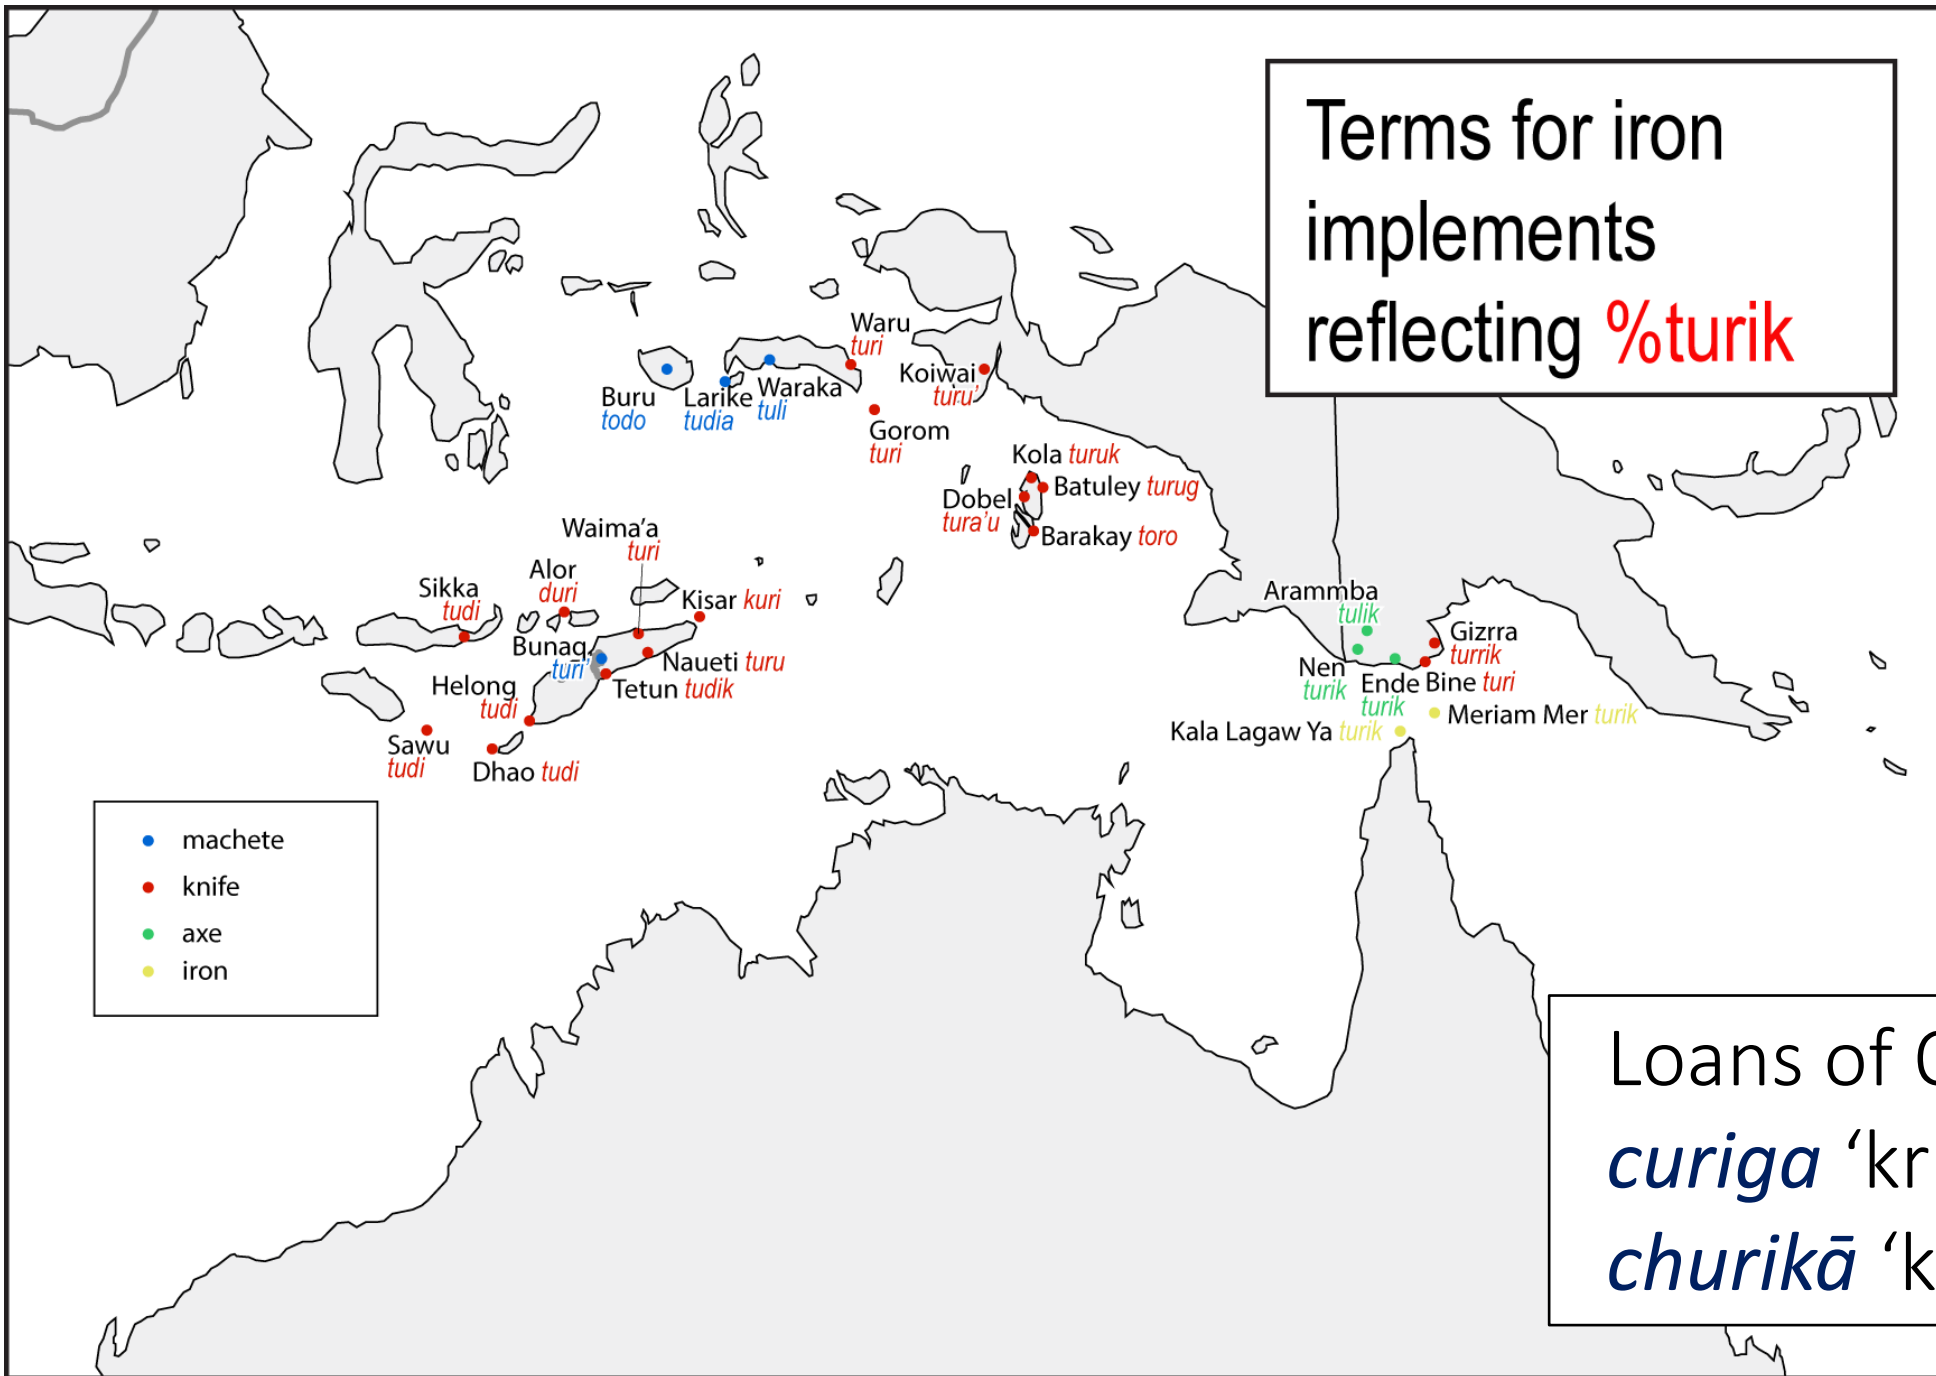 Terms for iron
implements
reflecting %turik
Waru
turi
Koiwai
turu’
Buru
todo
Larike
tudia
Waraka
tuli
Gorom
turi
Kola turuk
Batuley turug
Dobel
tura’u
Barakay toro
Waima’a
turi
Alor
duri
Sikka
tudi
Kisar kuri
Bunaq
turi’
Naueti turu
Tetun tudik
Helong
tudi
Sawu
tudi
Dhao tudi
Arammba
tulik
Gizrra
turrik
Nen
turik
Ende
turik
Bine turi
Meriam Mer turik
Kala Lagaw Ya turik
machete
knife
axe
iron
Loans of
curiga ‘kr
churikā ‘k